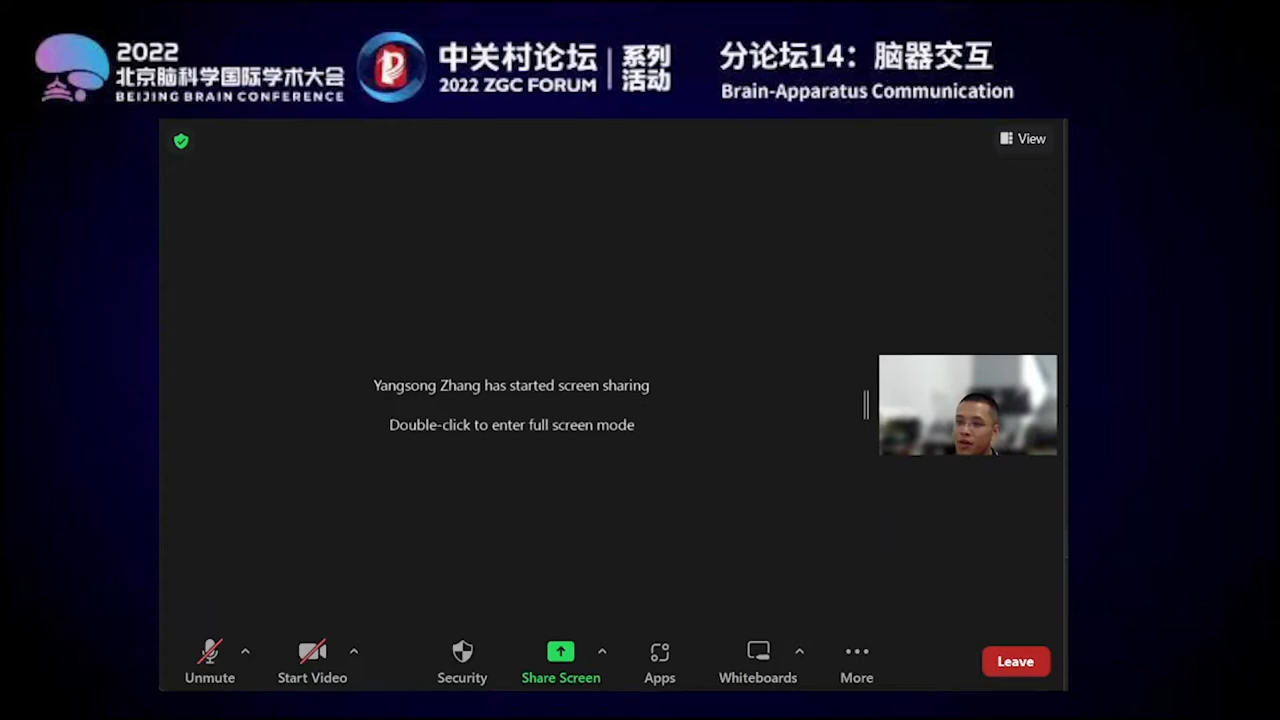 2022
北京脑科学国际学术大会
BEIJING BRAIN CONFERENCE
中关村论坛
2022 ZGC FORUM
系列
活动
分论坛14：脑器交互
Brain-Apparatus Communication
View
Yangsong Zhang has started screen sharing
Double-click to enter full screen mode
Unmute
Start Video
Security
Share Screen
Apps
Whiteboards
More
Leave